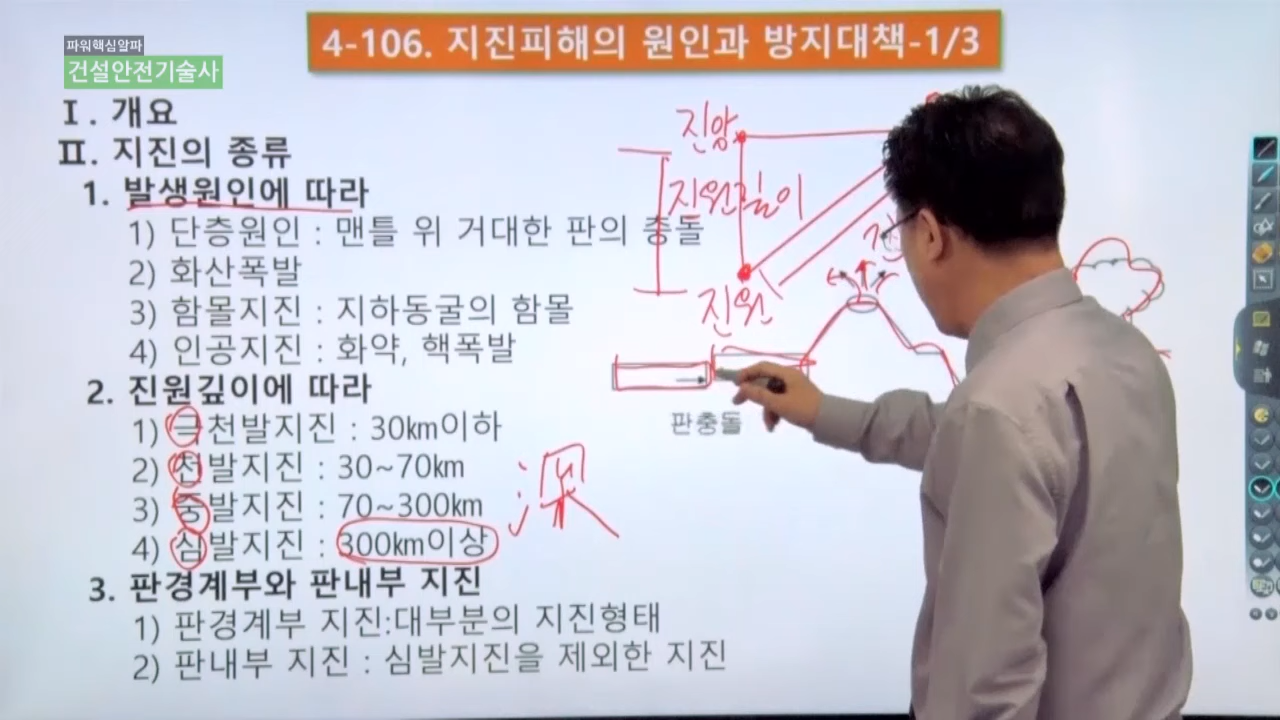 파워핵심알파
건설안전기술사
4-106. 지진피해의 원인과 방지대책-1/3
Ⅰ. 개요
Ⅱ. 지진의 종류
1. 발생원인에 따라
1) 단층원인 : 맨틀 위 거대한 판의 충돌
2) 화산폭발
3) 함몰지진 : 지하동굴의 함몰
4) 인공지진 : 화약, 핵폭발
2. 진원깊이에 따라
1) 극천발지진 : 30km이하
2) 천발지진 : 30~70km
3) 중발지진 : 70~300km
4) 심발지진 : 300km이상
3. 판경계부와 판내부 지진
1) 판경계부 지진:대부분의 지진형태
2) 판내부 지진 : 심발지진을 제외한 지진
진앙
진원깊이
진원
판충돌
深